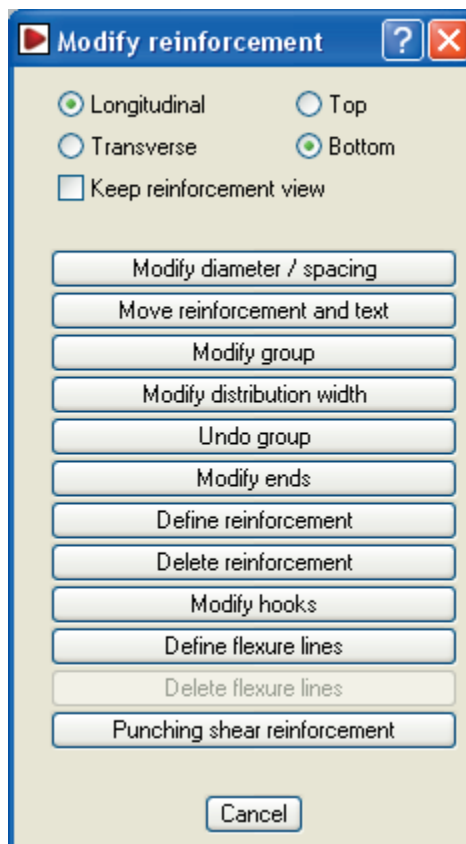 Modify reinforcement ?
Longitudinal Top
Transverse Bottom
Keep reinforcement view
Modify diameter / spacing
Move reinforcement and text
Modify group
Modify distribution width
Undo group
Modify ends
Define reinforcement
Delete reinforcement
Modify hooks
Define flexure lines
Delete flexure lines
Punching shear reinforcement
Cancel